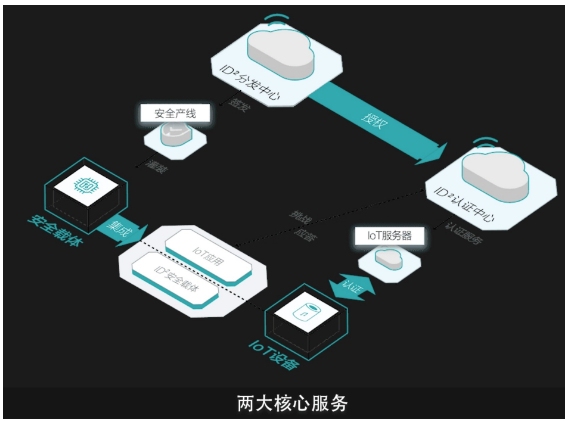 ID²分发中心
安全产线
签发
授权
灌装
ID²认证中心
安全载体
集成
挑战
应答
IoT服务器
认证服务
IoT应用
ID²安全载体
认证
IoT设备
两大核心服务